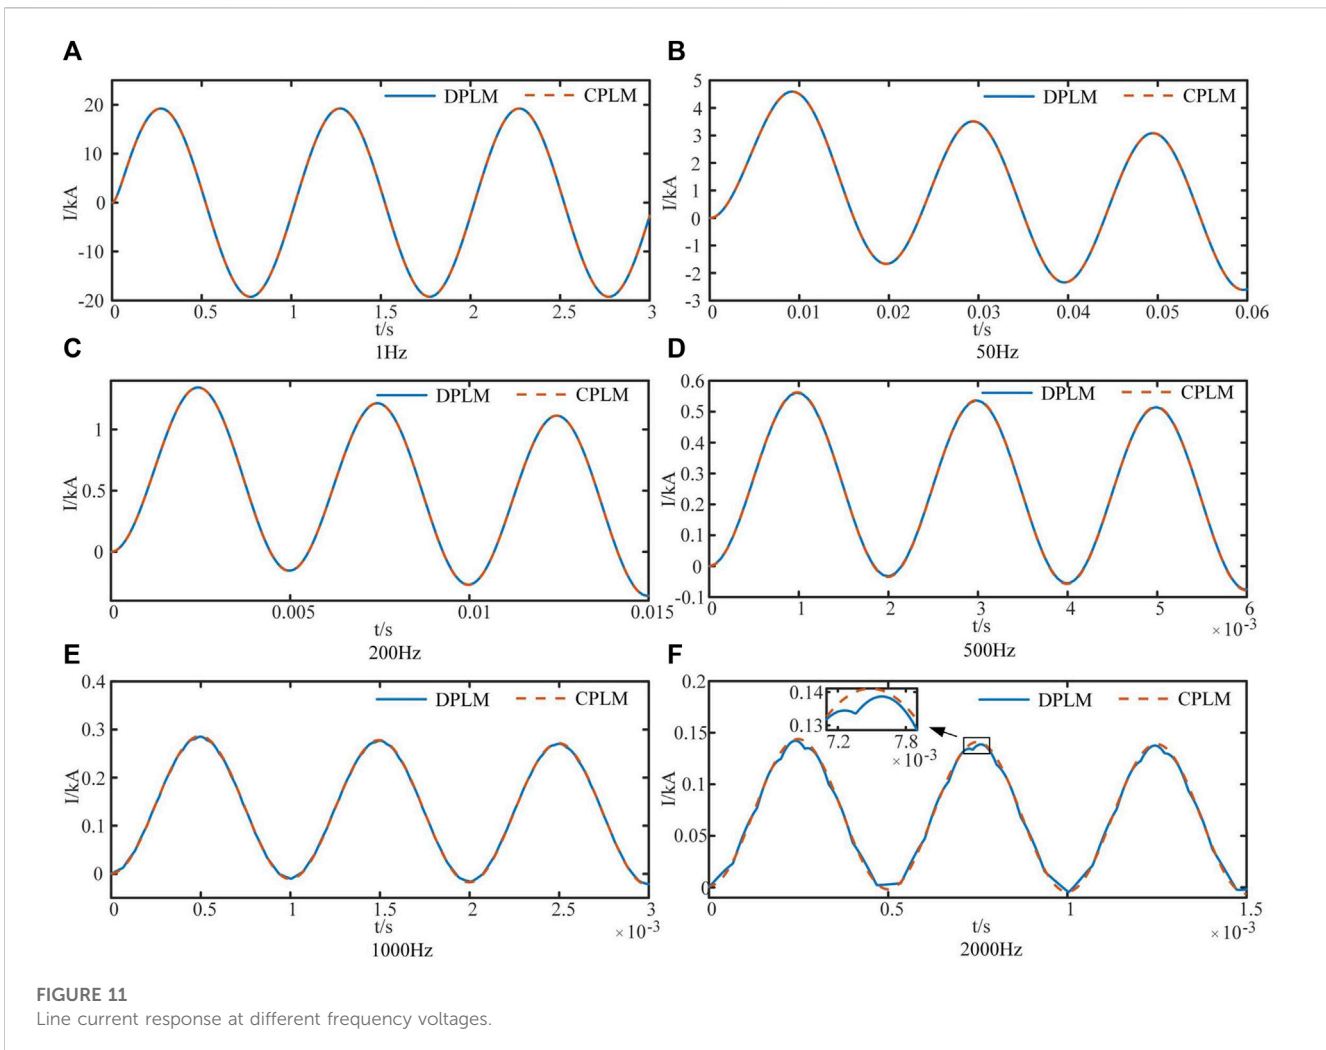 A
DPLM CPLM
I/kA
20
10
0
-10
-20
0 0.5 1 1.5 2 2.5 3
t/s
1Hz
B
DPLM CPLM
I/kA
5
4
3
2
1
0
-1
-2
-3
0 0.01 0.02 0.03 0.04 0.05 0.06
t/s
50Hz
C
DPLM CPLM
I/kA
1
0.5
0
0 0.005 0.01 0.015
t/s
200Hz
D
DPLM CPLM
I/kA
0.6
0.5
0.4
0.3
0.2
0.1
0
-0.1
0 1 2 3 4 5 6
t/s
×10-3
500Hz
E
DPLM CPLM
I/kA
0.4
0.3
0.2
0.1
0
0 0.5 1 1.5 2 2.5 3
t/s
×10-3
1000Hz
F
DPLM CPLM
I/kA
0.2
0.15
0.1
0.05
0
0.14
0.13
7.2 7.8
×10-3
0 0.5 1 1.5
t/s
×10-3
2000Hz
FIGURE 11
Line current response at different frequency voltages.